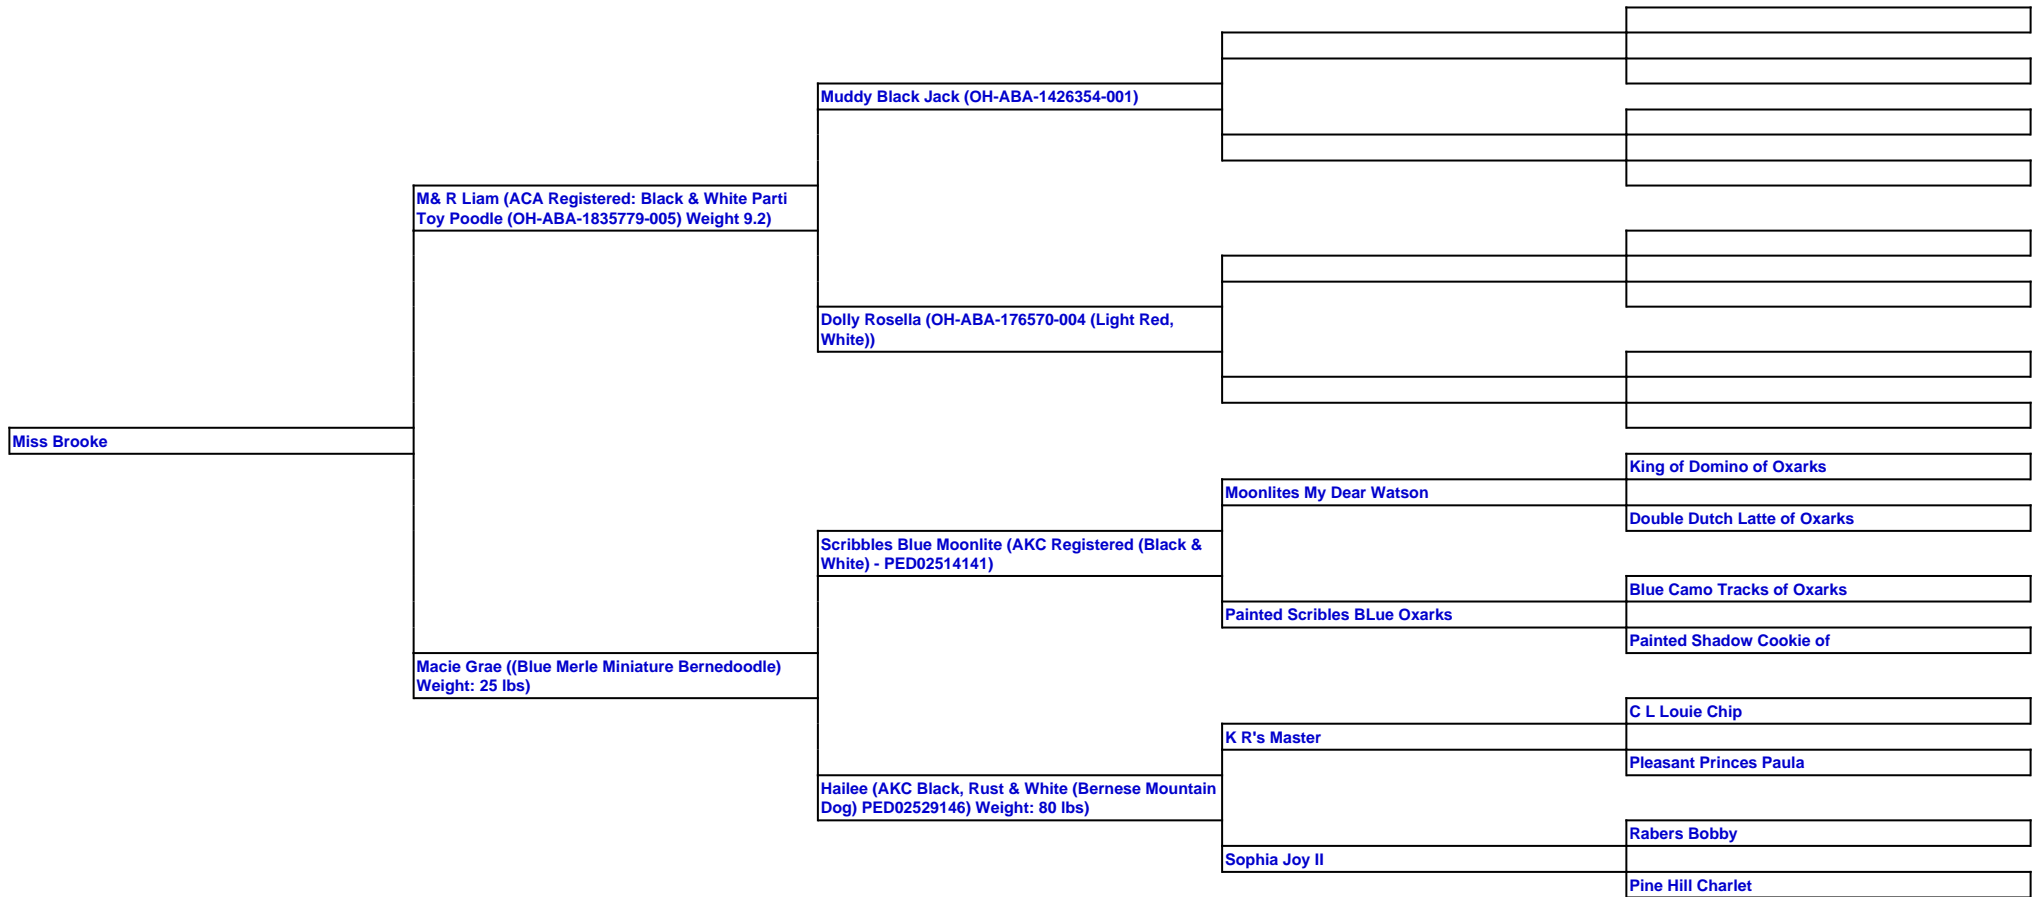 Muddy Black Jack (OH-ABA-1426354-001)
M& R Liam (ACA Registered: Black & White Parti
Toy Poodle (OH-ABA-1835779-005) Weight 9.2)
Dolly Rosella (OH-ABA-176570-004 (Light Red,
White))
Miss Brooke
King of Domino of Oxarks
Moonlites My Dear Watson
Double Dutch Latte of Oxarks
Scribbles Blue Moonlite (AKC Registered (Black &
White) - PED02514141)
Blue Camo Tracks of Oxarks
Painted Scribles BLue Oxarks
Painted Shadow Cookie of
Macie Grae ((Blue Merle Miniature Bernedoodle)
Weight: 25 lbs)
C L Louie Chip
K R's Master
Pleasant Princes Paula
Hailee (AKC Black, Rust & White (Bernese Mountain
Dog) PED02529146) Weight: 80 lbs)
Rabers Bobby
Sophia Joy II
Pine Hill Charlet